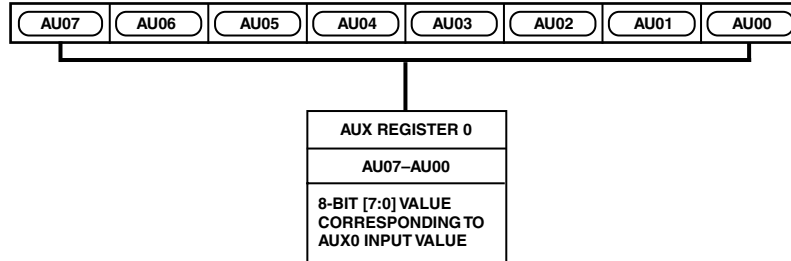 AU07 AU06 AU05 AU04 AU03 AU02 AU01 AU00
AUX REGISTER 0
AU07–AU00
8-BIT [7:0] VALUE
CORRESPONDING TO
AUX0 INPUT VALUE